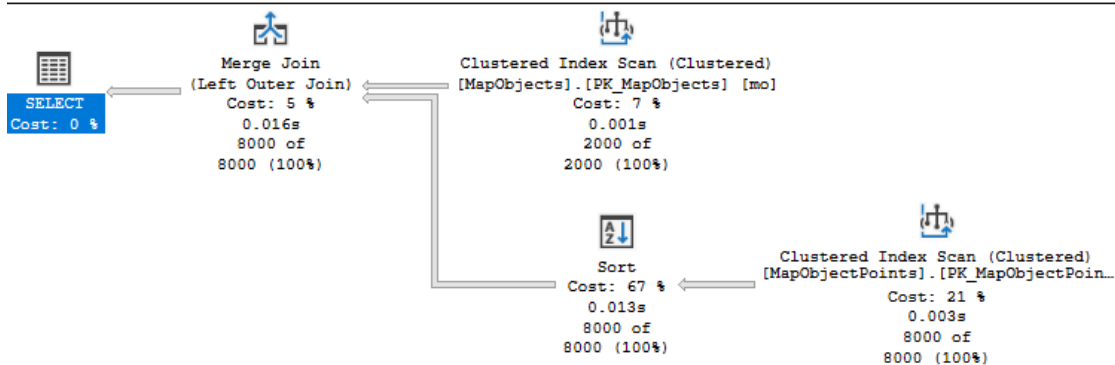 SELECT
Cost: 0 %
Merge Join
(Left Outer Join)
Cost: 5 %
0.016s
8000 of
8000 (100%)
Clustered Index Scan (Clustered)
[MapObjects].[PK_MapObjects] [mo]
Cost: 7 %
0.001s
2000 of
2000 (100%)
Sort
Cost: 67 %
0.013s
8000 of
8000 (100%)
Clustered Index Scan (Clustered)
[MapObjectPoints].[PK_MapObjectPoin…
Cost: 21 %
0.003s
8000 of
8000 (100%)